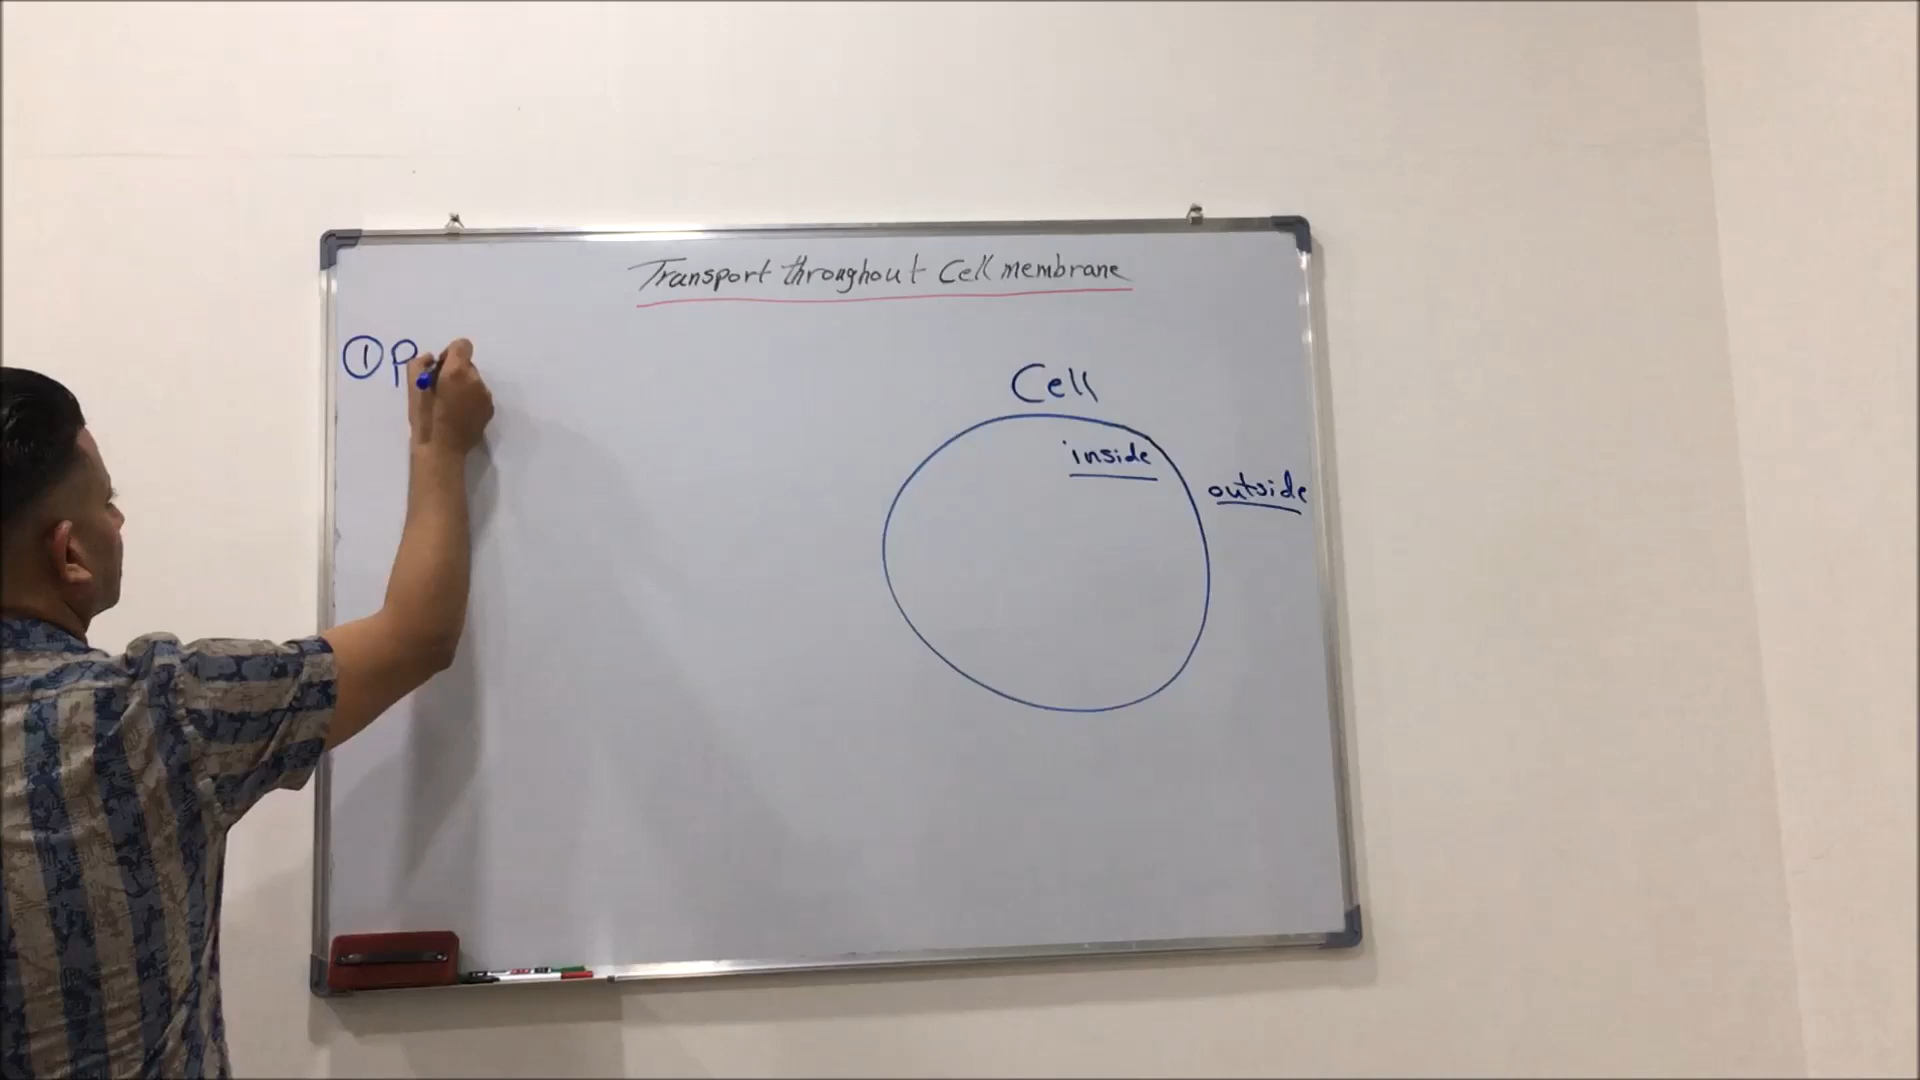 Transport throughout Cell membrane
① P
Cell
inside
outside